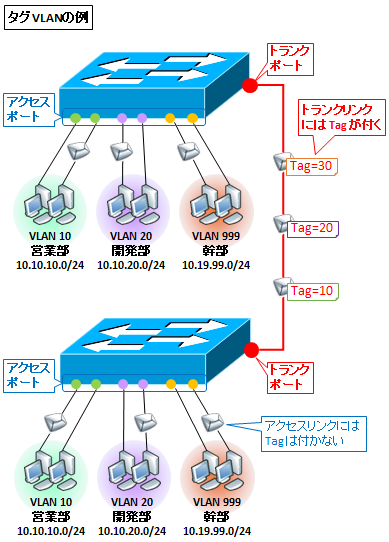 タグVLANの例
トランク
ポート
アクセス
ポート
トランクリンク
にはTagが付く
Tag=30
Tag=20
Tag=10
VLAN 10
営業部
10.10.10.0/24
VLAN 20
開発部
10.10.20.0/24
VLAN 999
幹部
10.19.99.0/24
アクセス
ポート
トランク
ポート
アクセスリンクには
Tagは付かない
VLAN 10
営業部
10.10.10.0/24
VLAN 20
開発部
10.10.20.0/24
VLAN 999
幹部
10.19.99.0/24